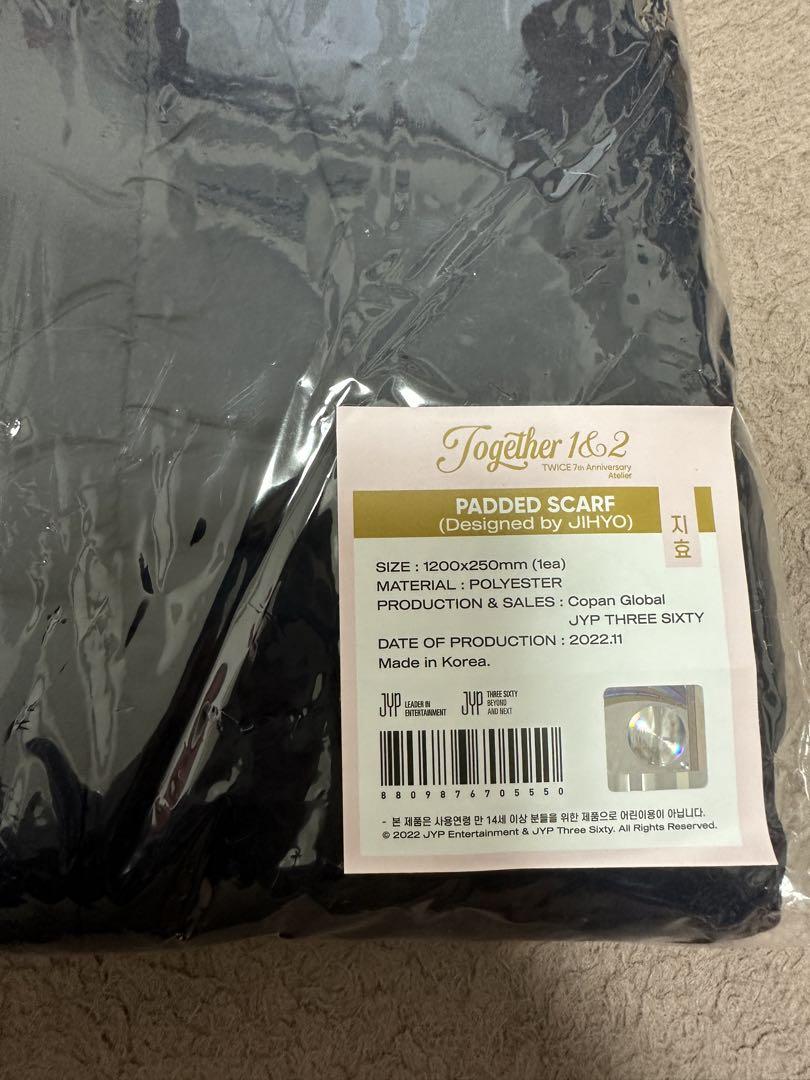 Together 1&2
TWICE 7th Anniversary
Atelier
PADDED SCARF
(Designed by JIHYO)
지효
SIZE : 1200x250mm (1ea)
MATERIAL : POLYESTER
PRODUCTION & SALES : Copan Global
JYP THREE SIXTY
DATE OF PRODUCTION : 2022.11
Made in Korea.
JYP LEADER IN ENTERTAINMENT
JYP THREE SIXTY BEYOND AND NEXT
8809876705550
- 본 제품은 사용연령 만 14세 이상 분들을 위한 제품으로 어린이용이 아닙니다.
© 2022 JYP Entertainment & JYP Three Sixty. All Rights Reserved.